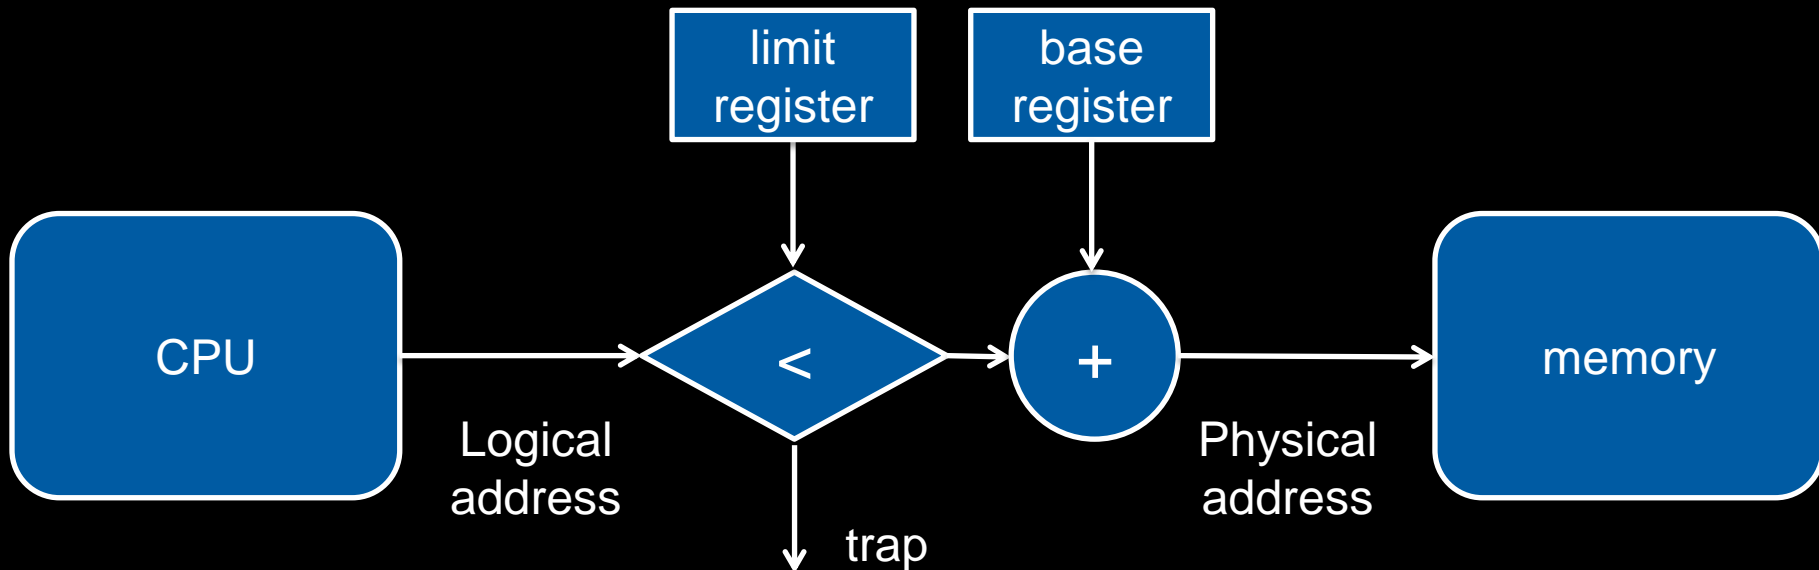 limit
register
base
register
CPU
<
+
memory
Logical
address
Physical
address
trap